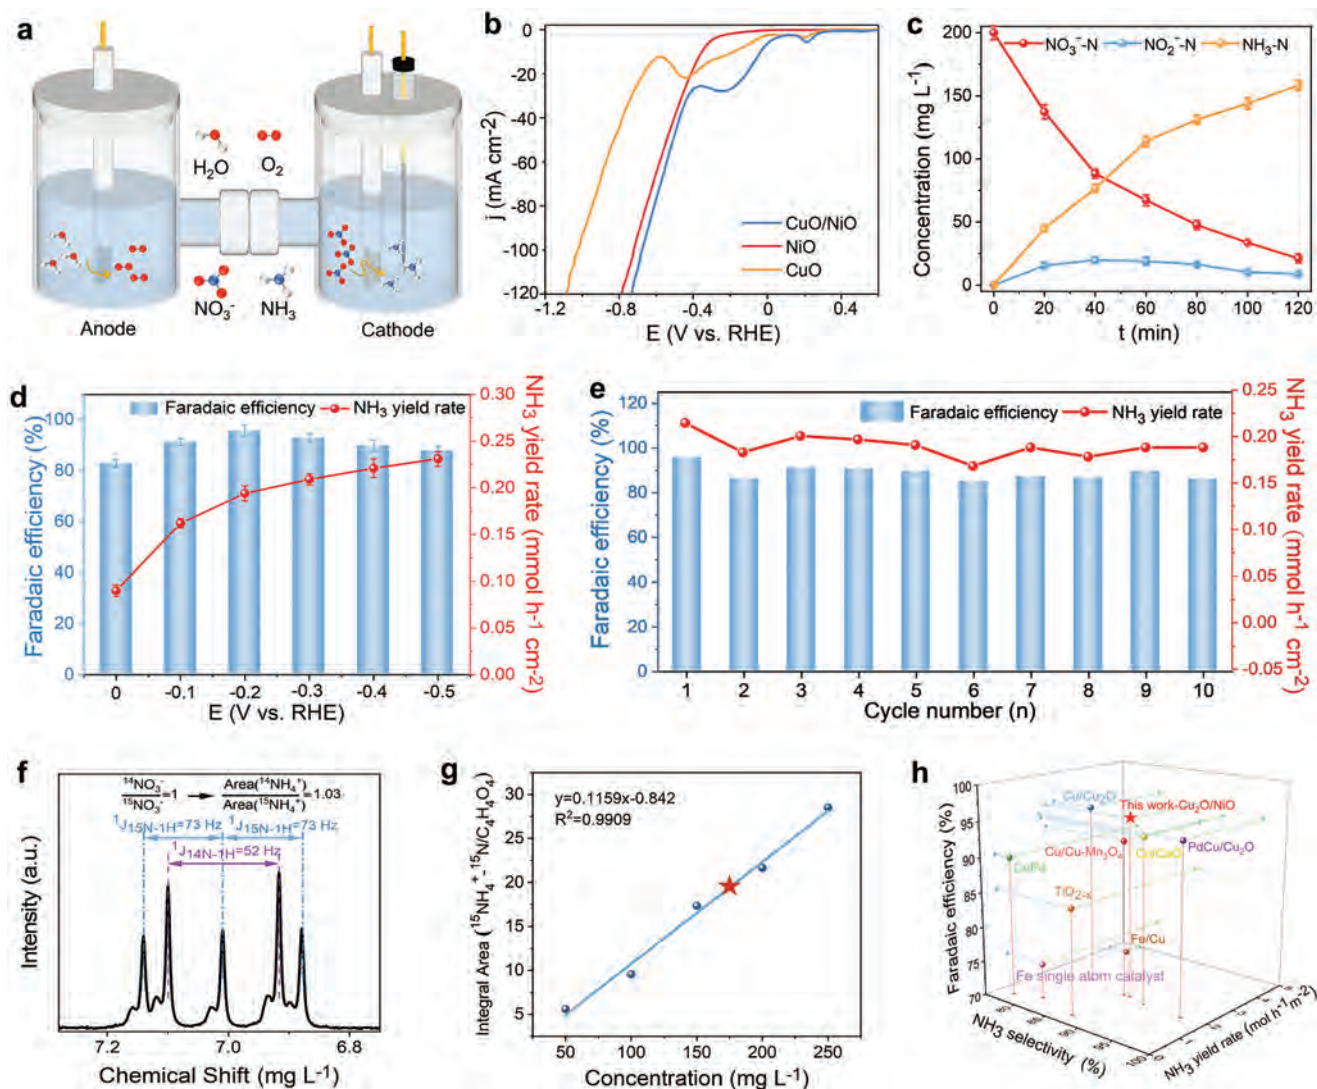 a
H2O
O2
NO3-
NH3
Anode
Cathode
b
0
-20
-40
-60
-80
-100
-120
j (mA cm-2)
CuO/NiO
NiO
CuO
-1.2
-0.8
-0.4
0.0
0.4
E (V vs. RHE)
c
200
150
100
50
0
Concentration (mg L-1)
NO3--N
NO2--N
NH3-N
0
20
40
60
80
100
120
t (min)
d
100
80
60
40
20
0
Faradaic efficiency (%)
Faradaic efficiency
NH3 yield rate
0.30
0.25
0.20
0.15
0.10
0.05
0.00
NH3 yield rate (mmol h-1 cm-2)
0
-0.1
-0.2
-0.3
-0.4
-0.5
E (V vs. RHE)
e
120
100
80
60
40
20
0
Faradaic efficiency (%)
Faradaic efficiency
NH3 yield rate
0.25
0.20
0.15
0.10
0.05
0.00
-0.05
NH3 yield rate (mmol h-1 cm-2)
1
2
3
4
5
6
7
8
9
10
Cycle number (n)
f
14NO3-
15NO3-
=1
Area(14NH4+)
Area(15NH4+)
=1.03
1J15N-1H=73 Hz
1J15N-1H=73 Hz
1J14N-1H=52 Hz
Intensity (a.u.)
7.2
7.0
6.8
Chemical Shift (mg L-1)
g
y=0.1159x-0.842
R2=0.9909
30
25
20
15
10
5
Integral Area (15NH4+-15N/C4H4O4)
50
100
150
200
250
Concentration (mg L-1)
h
100
95
90
85
80
75
70
Faradaic efficiency (%)
Cu/Cu2O
This work-Cu2O/NiO
Cu/Cu-Mn3O4
PdCu/Cu2O
TiO2-x
Fe/Cu
Fe single atom catalyst
NH3 selectivity (%)
100
NH3 yield rate (mol h-1m-2)